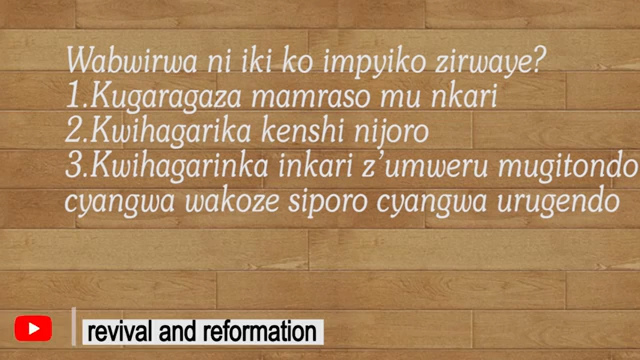 Wabwirwa ni iki ko impyiko zirwaye?
1.Kugaragaza mamraso mu nkari
2.Kwihagarika kenshi nijoro
3.Kwihagarinka inkari z'umweru mugitondo
cyangwa wakoze siporo cyangwa urugendo
revival and reformation